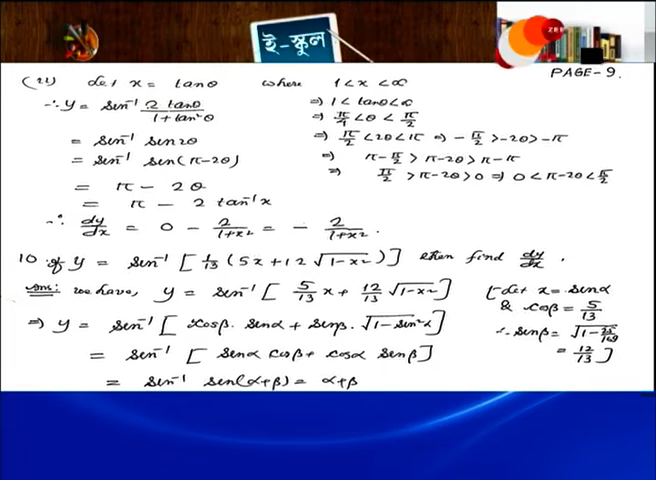 ই-স্কুল
ZEE
PAGE-9.
(ii) Let x = tanθ where 1 < x < ∞
∴ y = sin⁻¹ 2 tanθ / 1 + tan²θ ⇒ 1 < tanθ < ∞
⇒ π/4 < θ < π/2
= sin⁻¹ sin2θ ⇒ π/2 < 2θ < π ⇒ - π/2 > -2θ > -π
= sin⁻¹ sin(π-2θ) ⇒ π - π/2 > π-2θ > π-π
= π - 2θ ⇒ π/2 > π-2θ > 0 ⇒ 0 < π-2θ < π/2
= π - 2 tan⁻¹x
∴ dy/dx = 0 - 2/1+x² = - 2/1+x².
10. If y = sin⁻¹ [ 1/13 (5x + 12 √1-x² ) ] then find dy/dx.
Ans: we have, y = sin⁻¹ [ 5/13 x + 12/13 √1-x² ] [ Let x = sinα
& cosβ = 5/13
⇒ y = sin⁻¹ [ cosβ. sinα + sinβ. √1-sin²α ] ∴ sinβ = √1-25/169
= 12/13 ]
= sin⁻¹ [ sinα cosβ + cosα sinβ ]
= sin⁻¹ sin(α+β) = α+β